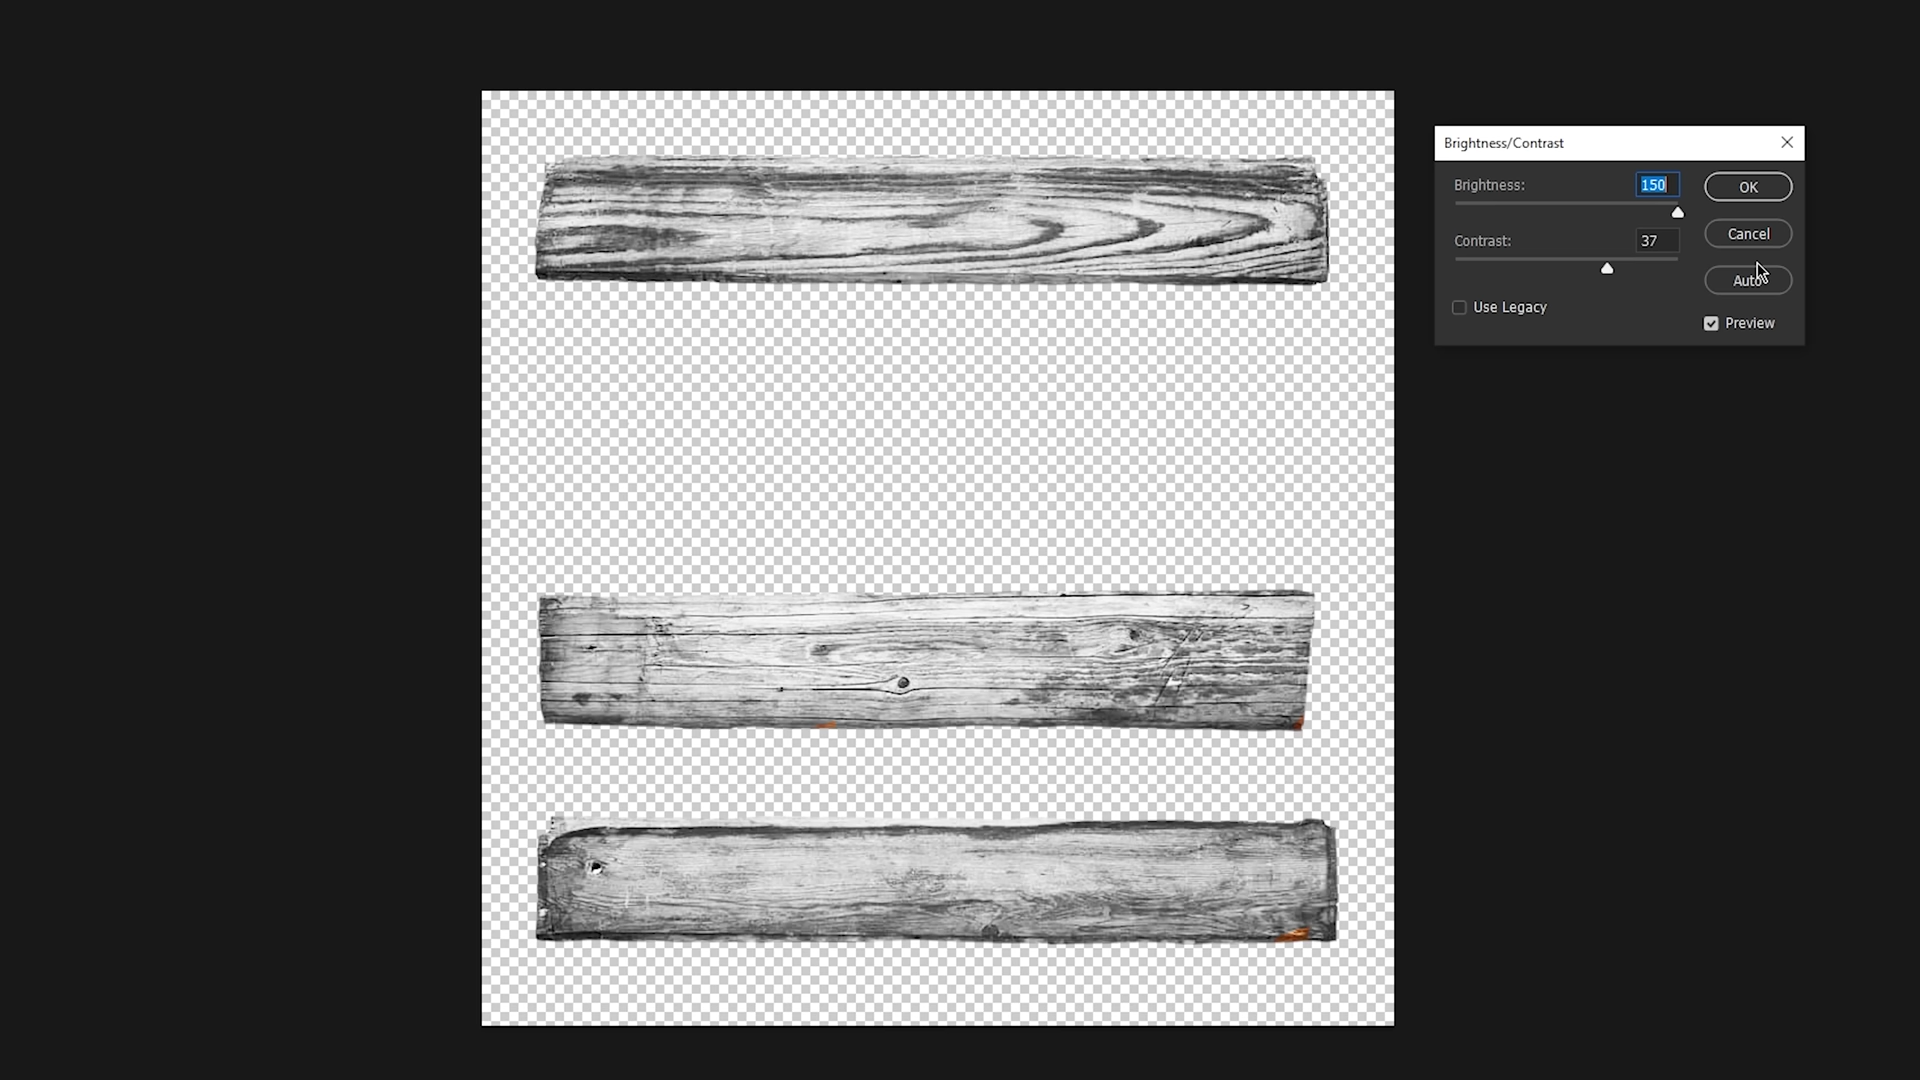 Brightness/Contrast
Brightness: 150
OK
Contrast: 37
Cancel
Auto
Use Legacy
Preview